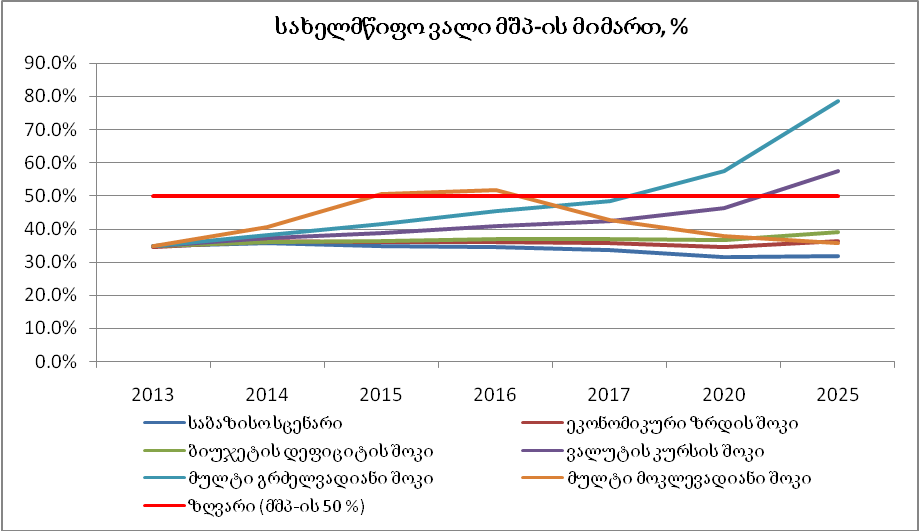 სახელმწიფო ვალი მშპ-ის მიმართ, %
90.0%
80.0%
70.0%
60.0%
50.0%
40.0%
30.0%
20.0%
10.0%
0.0%
2013 2014 2015 2016 2017 2020 2025
საბაზისო სცენარი ეკონომიკური ზრდის შოკი
ბიუჯეტის დეფიციტის შოკი ვალუტის კურსის შოკი
მულტი გრძელვადიანი შოკი მულტი მოკლევადიანი შოკი
ზღვარი (მშპ-ის 50 %)